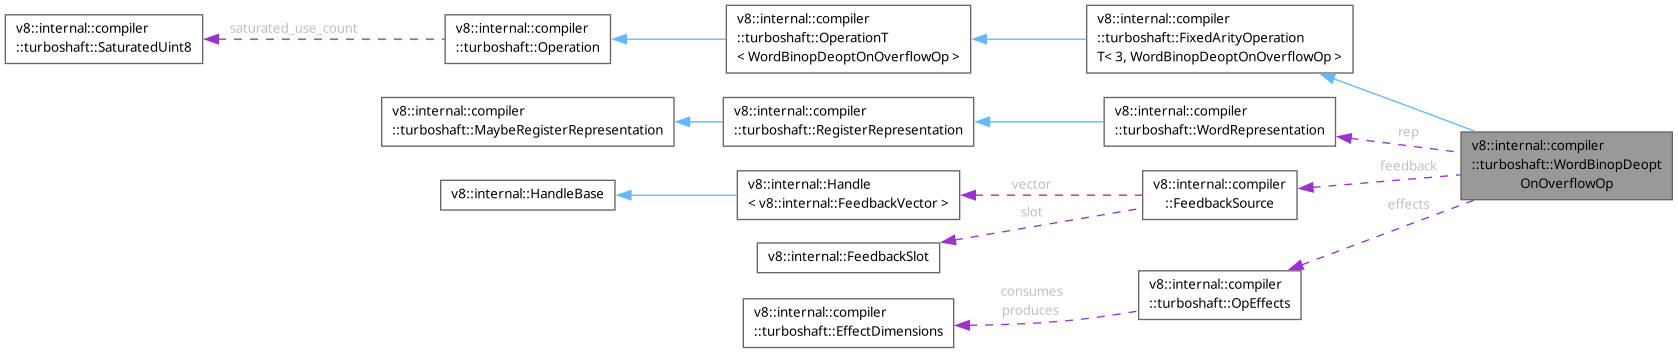 v8::internal::compiler
::turboshaft::SaturatedUint8
saturated_use_count
v8::internal::compiler
::turboshaft::Operation
v8::internal::compiler
::turboshaft::OperationT
< WordBinopDeoptOnOverflowOp >
v8::internal::compiler
::turboshaft::FixedArityOperation
T< 3, WordBinopDeoptOnOverflowOp >
v8::internal::compiler
::turboshaft::MaybeRegisterRepresentation
v8::internal::compiler
::turboshaft::RegisterRepresentation
v8::internal::compiler
::turboshaft::WordRepresentation
rep
v8::internal::compiler
::turboshaft::WordBinopDeopt
OnOverflowOp
feedback
v8::internal::HandleBase
v8::internal::Handle
< v8::internal::FeedbackVector >
vector
slot
v8::internal::compiler
::FeedbackSource
effects
v8::internal::FeedbackSlot
v8::internal::compiler
::turboshaft::OpEffects
consumes
produces
v8::internal::compiler
::turboshaft::EffectDimensions